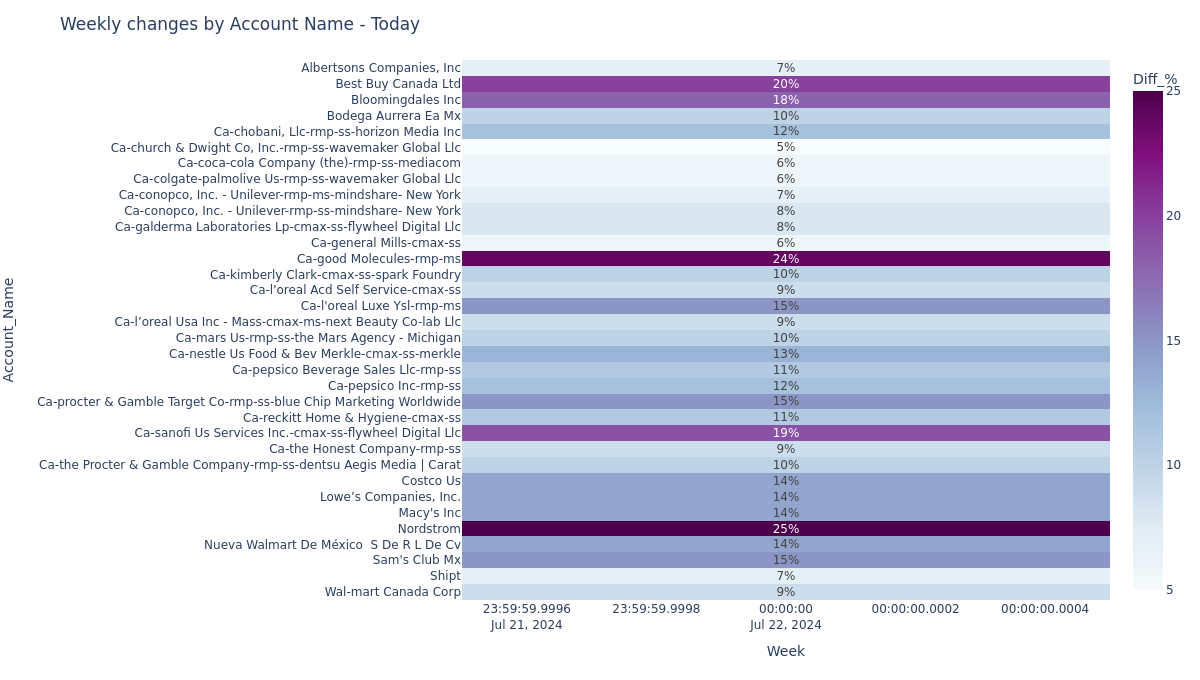 Weekly changes by Account Name - Today
Diff_%
Albertsons Companies, Inc 7%
Best Buy Canada Ltd 20%
Bloomingdales Inc 18%
Bodega Aurrera Ea Mx 10%
Ca-chobani, Llc-rmp-ss-horizon Media Inc 12%
Ca-church & Dwight Co, Inc.-rmp-ss-wavemaker Global Llc 5%
Ca-coca-cola Company (the)-rmp-ss-mediacom 6%
Ca-colgate-palmolive Us-rmp-ss-wavemaker Global Llc 6%
Ca-conopco, Inc. - Unilever-rmp-ms-mindshare- New York 7%
Ca-conopco, Inc. - Unilever-rmp-ss-mindshare- New York 8%
Ca-galderma Laboratories Lp-cmax-ss-flywheel Digital Llc 8%
Ca-general Mills-cmax-ss 6%
Ca-good Molecules-rmp-ms 24%
Ca-kimberly Clark-cmax-ss-spark Foundry 10%
Ca-l'oreal Acd Self Service-cmax-ss 9%
Ca-l'oreal Luxe Ysl-rmp-ms 15%
Ca-l’oreal Usa Inc - Mass-cmax-ms-next Beauty Co-lab Llc 9%
Ca-mars Us-rmp-ss-the Mars Agency - Michigan 10%
Ca-nestle Us Food & Bev Merkle-cmax-ss-merkle 13%
Ca-pepsico Beverage Sales Llc-rmp-ss 11%
Ca-pepsico Inc-rmp-ss 12%
Ca-procter & Gamble Target Co-rmp-ss-blue Chip Marketing Worldwide 15%
Ca-reckitt Home & Hygiene-cmax-ss 11%
Ca-sanofi Us Services Inc.-cmax-ss-flywheel Digital Llc 19%
Ca-the Honest Company-rmp-ss 9%
Ca-the Procter & Gamble Company-rmp-ss-dentsu Aegis Media | Carat 10%
Costco Us 14%
Lowe’s Companies, Inc. 14%
Macy's Inc 14%
Nordstrom 25%
Nueva Walmart De México  S De R L De Cv 14%
Sam's Club Mx 15%
Shipt 7%
Wal-mart Canada Corp 9%
Account_Name
23:59:59.9996 23:59:59.9998 00:00:00 00:00:00.0002 00:00:00.0004
Jul 21, 2024 Jul 22, 2024
Week
25
20
15
10
5